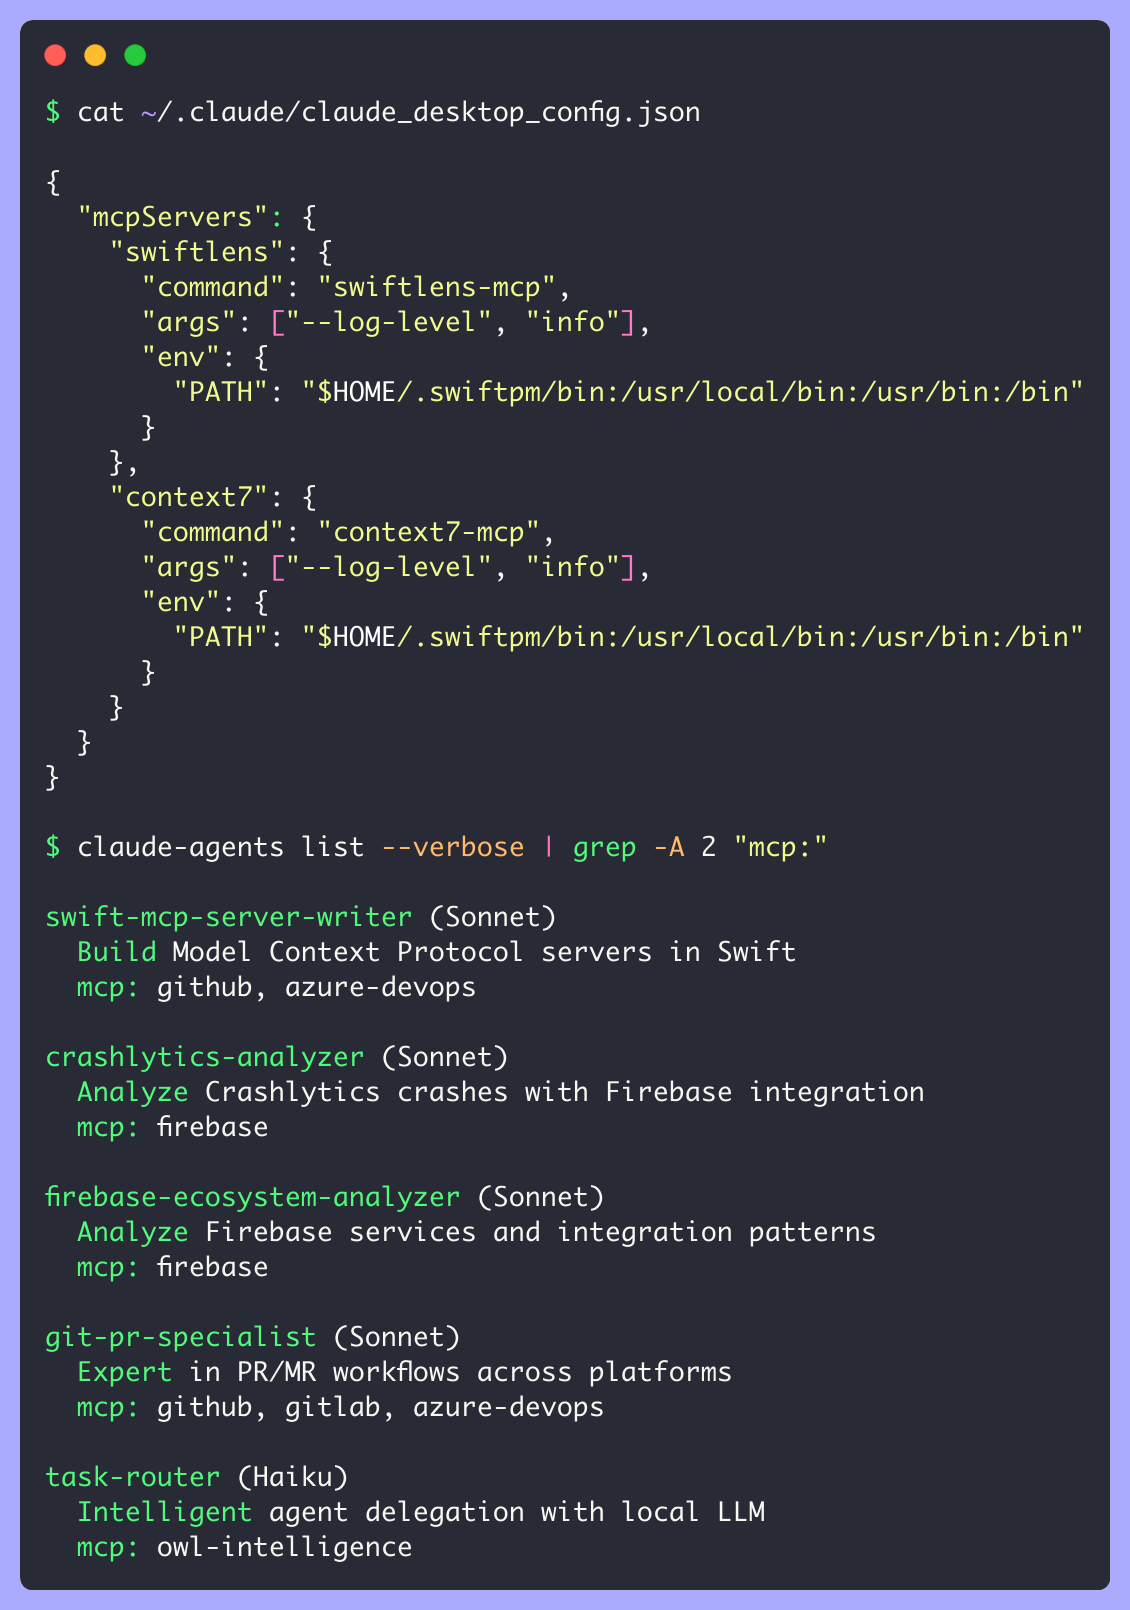 $ cat ~/.claude/claude_desktop_config.json
{
  "mcpServers": {
    "swiftlens": {
      "command": "swiftlens-mcp",
      "args": ["--log-level", "info"],
      "env": {
        "PATH": "$HOME/.swiftpm/bin:/usr/local/bin:/usr/bin:/bin"
      }
    },
    "context7": {
      "command": "context7-mcp",
      "args": ["--log-level", "info"],
      "env": {
        "PATH": "$HOME/.swiftpm/bin:/usr/local/bin:/usr/bin:/bin"
      }
    }
  }
}
$ claude-agents list --verbose | grep -A 2 "mcp:"
swift-mcp-server-writer (Sonnet)
  Build Model Context Protocol servers in Swift
  mcp: github, azure-devops
crashlytics-analyzer (Sonnet)
  Analyze Crashlytics crashes with Firebase integration
  mcp: firebase
firebase-ecosystem-analyzer (Sonnet)
  Analyze Firebase services and integration patterns
  mcp: firebase
git-pr-specialist (Sonnet)
  Expert in PR/MR workflows across platforms
  mcp: github, gitlab, azure-devops
task-router (Haiku)
  Intelligent agent delegation with local LLM
  mcp: owl-intelligence